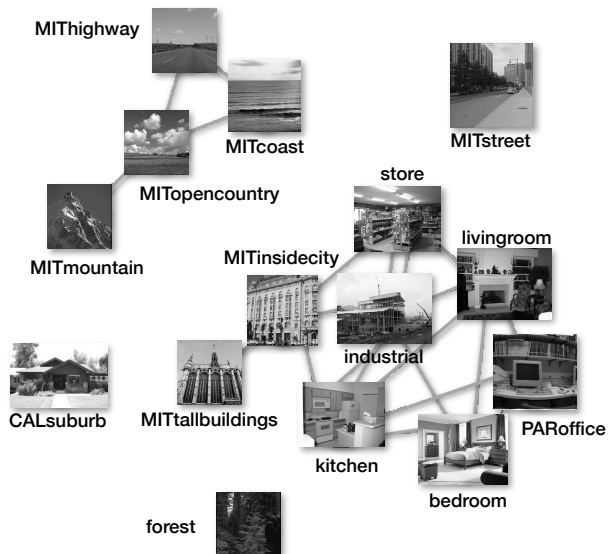 MIThighway
MITcoast
MITstreet
MITopencountry
store
MITmountain
MITinsidecity
livingroom
industrial
CALsuburb
MITtallbuildings
PARoffice
kitchen
bedroom
forest